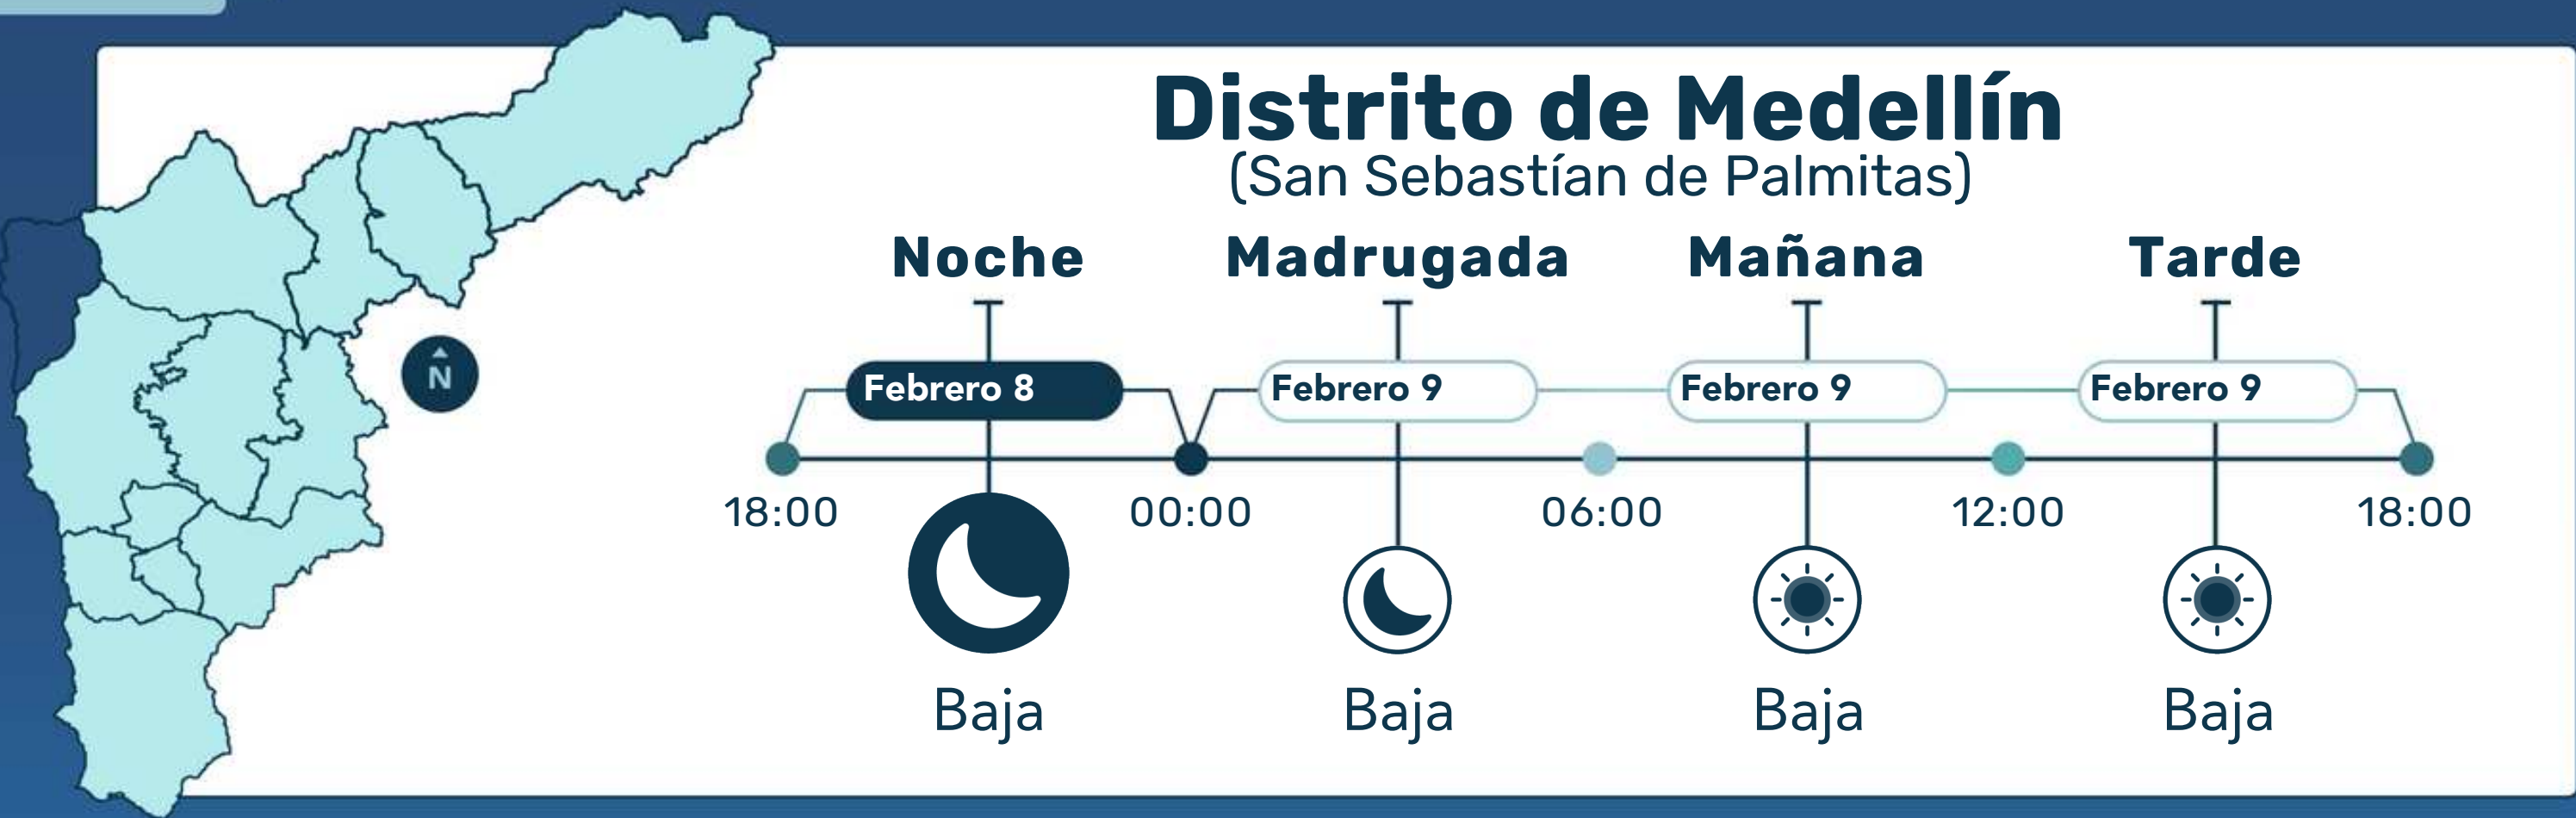 Distrito de Medellín
(San Sebastían de Palmitas)
Noche Madrugada Mañana Tarde
Febrero 8 Febrero 9 Febrero 9 Febrero 9
N
18:00 00:00 06:00 12:00 18:00
Baja Baja Baja Baja